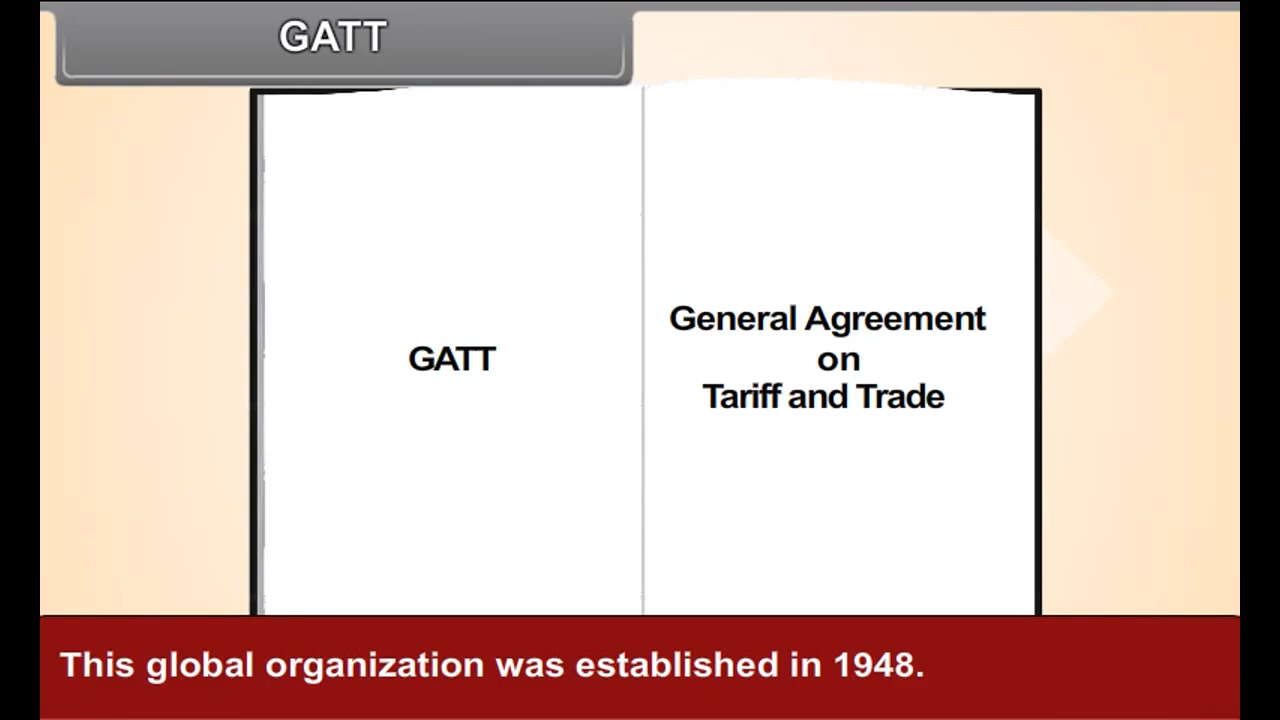 GATT
GATT
General Agreement
on
Tariff and Trade
This global organization was established in 1948.